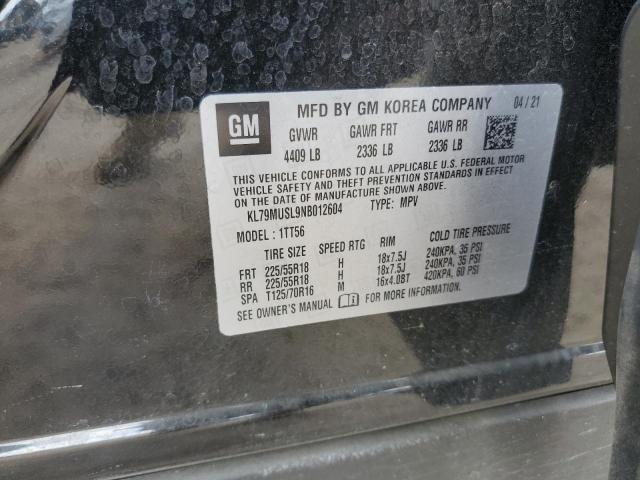 GM
MFD BY GM KOREA COMPANY 04/21
GVWR GAWR FRT GAWR RR
4409 LB 2336 LB 2336 LB
THIS VEHICLE CONFORMS TO ALL APPLICABLE U.S. FEDERAL MOTOR
VEHICLE SAFETY AND THEFT PREVENTION STANDARDS IN EFFECT
ON THE DATE OF MANUFACTURE SHOWN ABOVE.
KL79MUSL9NB012604 TYPE: MPV
MODEL: 1TT56
TIRE SIZE SPEED RTG RIM COLD TIRE PRESSURE
FRT 225/55R18 H 18x7.5J 240KPA, 35 PSI
RR 225/55R18 H 18x7.5J 240KPA, 35 PSI
SPA T125/70R16 M 16x4.0BT 420KPA, 60 PSI
SEE OWNER'S MANUAL FOR MORE INFORMATION.